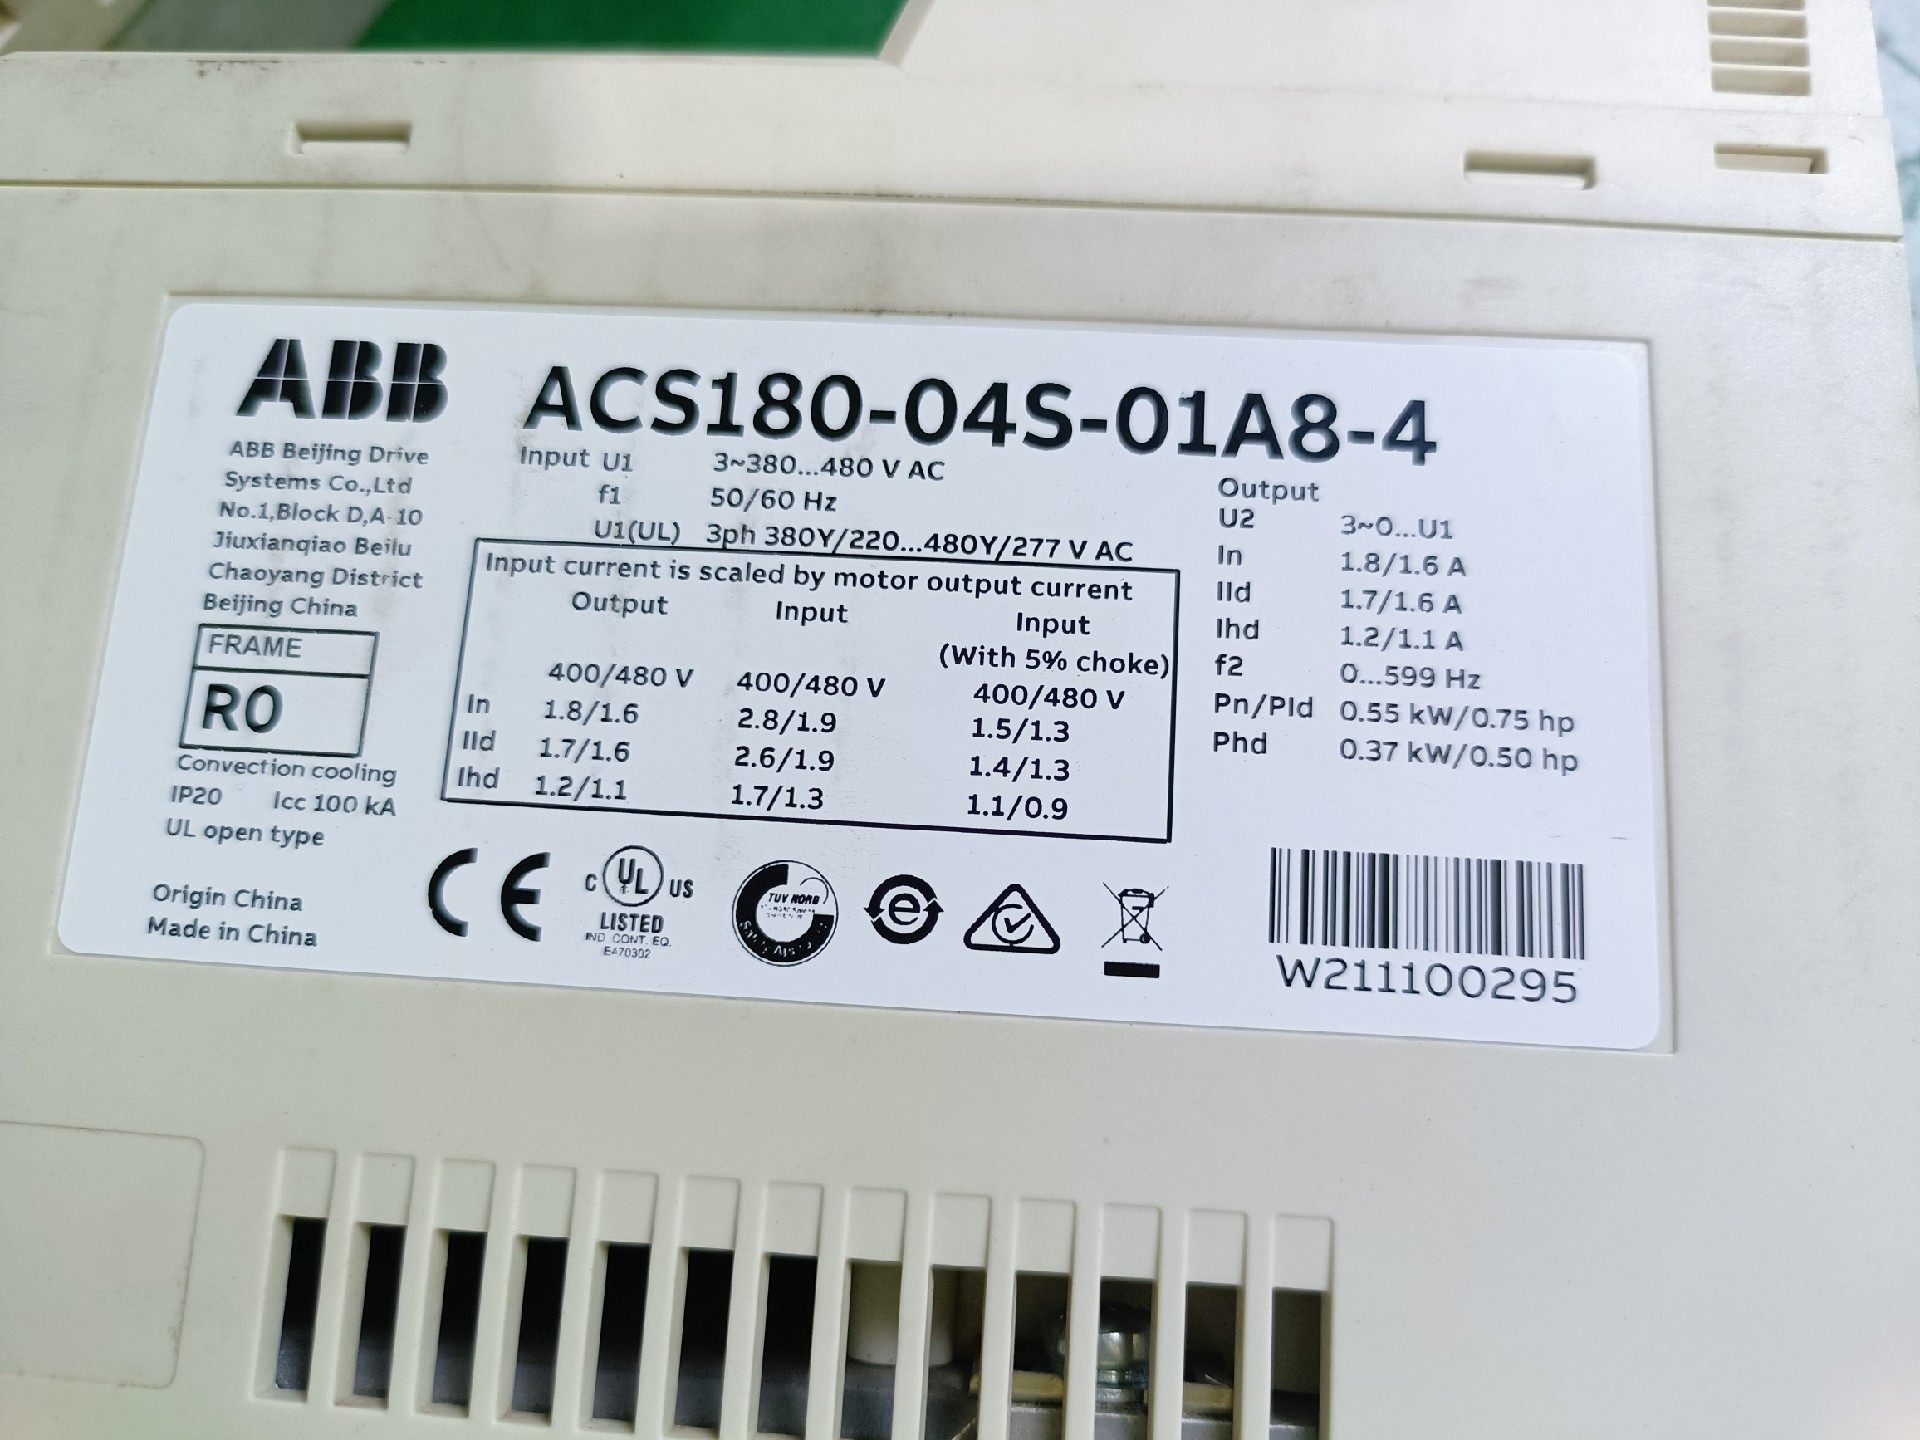 ABB
ACS180-04S-01A8-4
ABB Beijing Drive
Systems Co.,Ltd
No.1,Block D,A-10
Jiuxianqiao Beilu
Chaoyang District
Beijing China
FRAME
R0
Convection cooling
IP20 Icc 100 kA
UL open type
Origin China
Made in China
Input U1 3~380...480 V AC
f1 50/60 Hz
U1(UL) 3ph 380Y/220...480Y/277 V AC
Input current is scaled by motor output current
Output Input Input
(With 5% choke)
400/480 V 400/480 V 400/480 V
In 1.8/1.6 2.8/1.9 1.5/1.3
Ild 1.7/1.6 2.6/1.9 1.4/1.3
Ihd 1.2/1.1 1.7/1.3 1.1/0.9
Output
U2 3~0...U1
In 1.8/1.6 A
Ild 1.7/1.6 A
Ihd 1.2/1.1 A
f2 0...599 Hz
Pn/Pld 0.55 kW/0.75 hp
Phd 0.37 kW/0.50 hp
CE
C UL US
LISTED
IND. CONT. EQ.
E470302
TUV NORD
e
W211100295